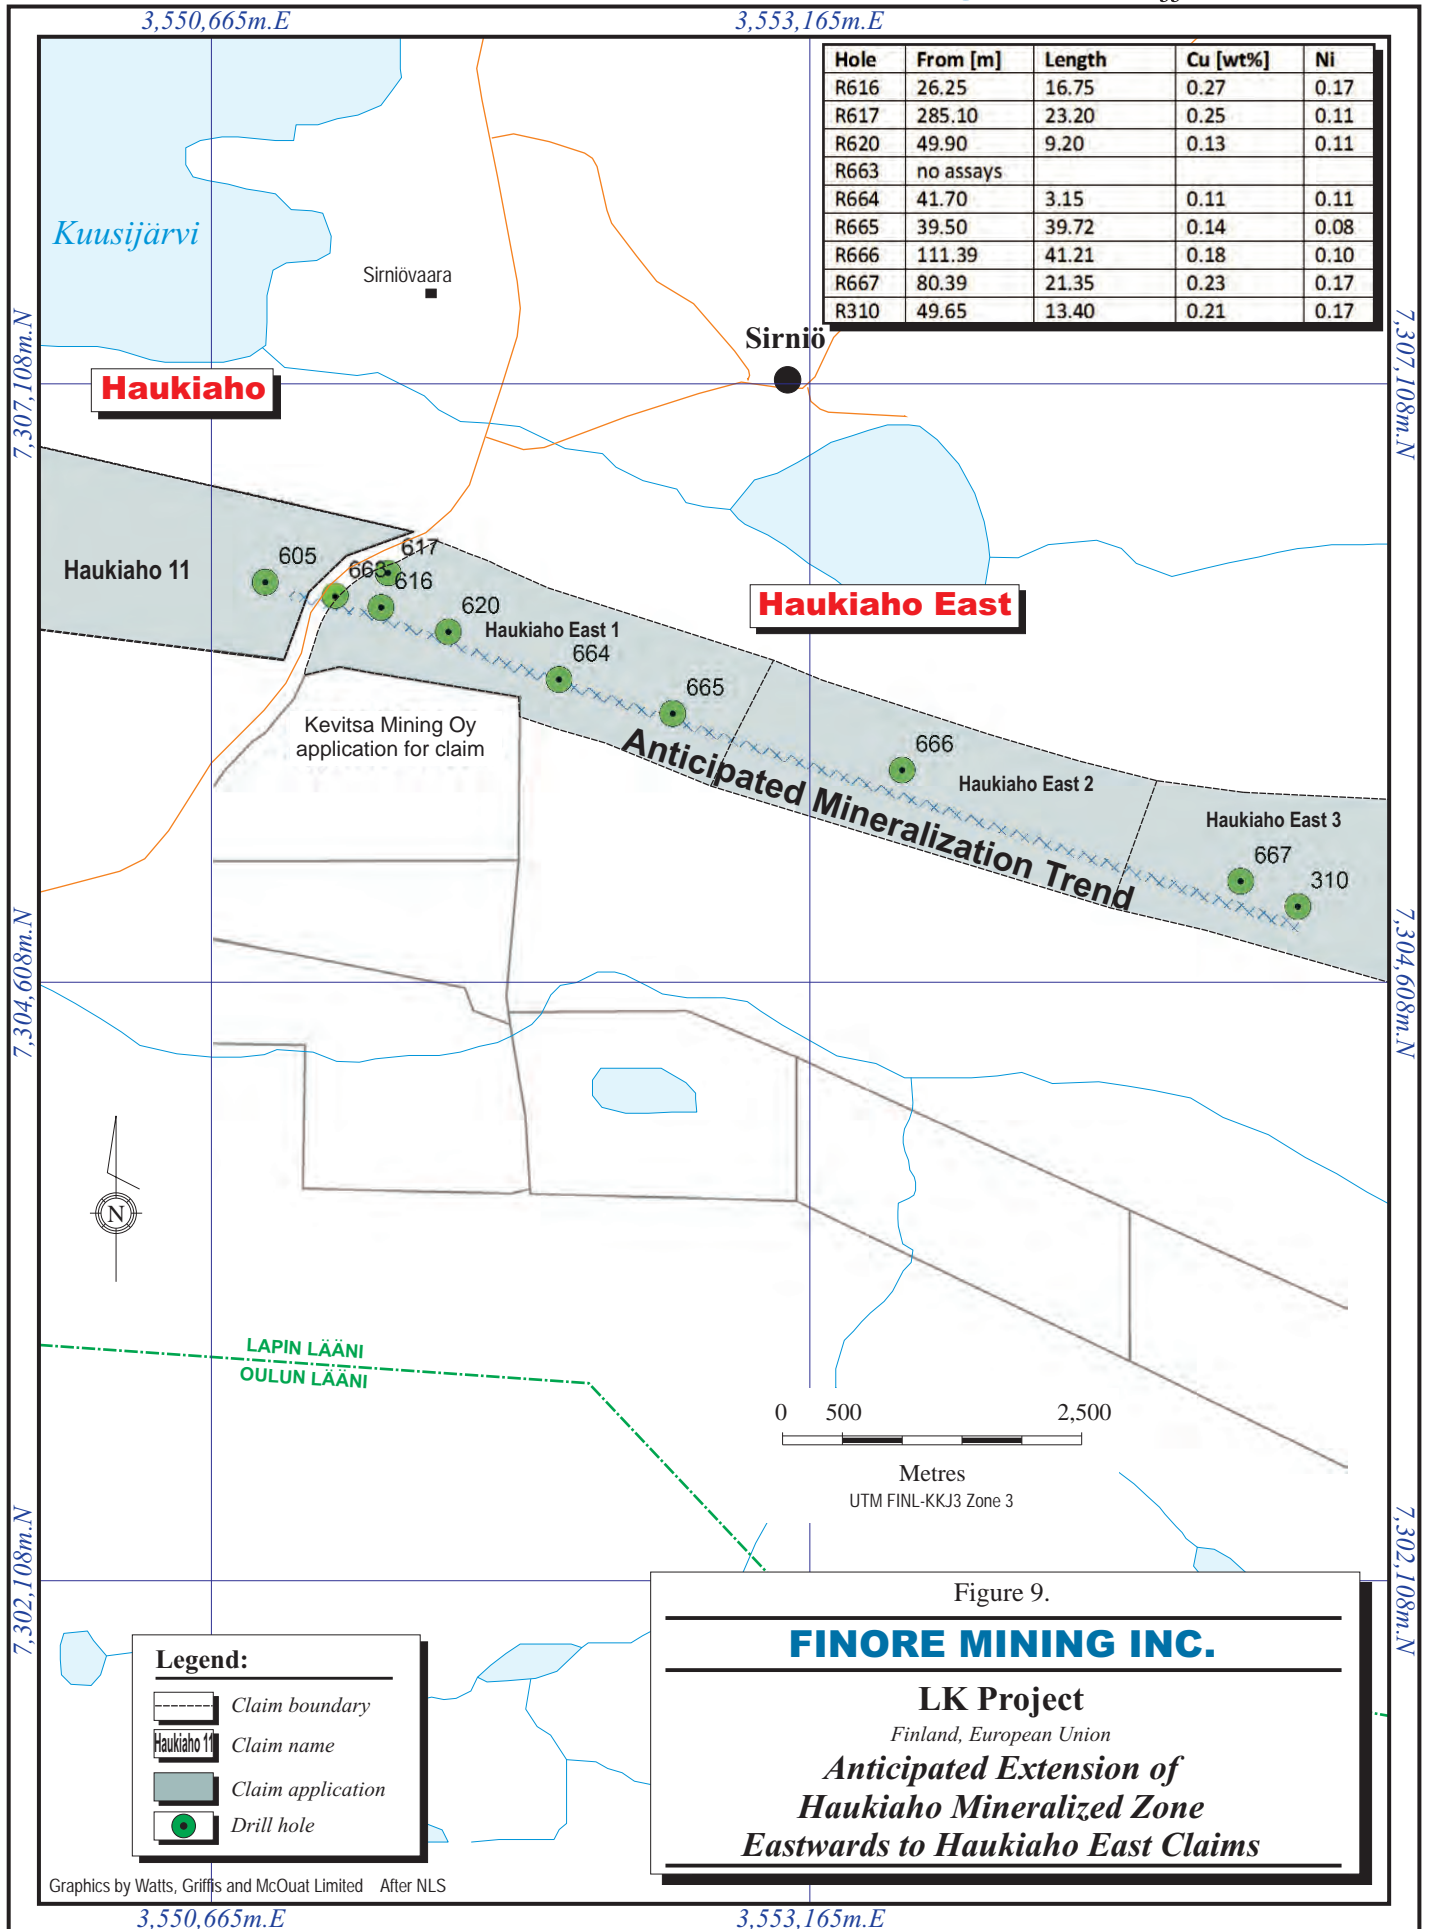 3,550,665m.E
3,553,165m.E
Hole From [m] Length Cu [wt%] Ni
R616 26.25 16.75 0.27 0.17
R617 285.10 23.20 0.25 0.11
R620 49.90 9.20 0.13 0.11
R663 no assays
R664 41.70 3.15 0.11 0.11
R665 39.50 39.72 0.14 0.08
R666 111.39 41.21 0.18 0.10
R667 80.39 21.35 0.23 0.17
R310 49.65 13.40 0.21 0.17
Kuusijärvi
Sirniövaara
Sirniö
7,307,108m.N
7,307,108m.N
Haukiaho
Haukiaho 11
605
617
663
616
620
Haukiaho East
Haukiaho East 1
664
665
Kevitsa Mining Oy
application for claim
666
Haukiaho East 2
Anticipated Mineralization Trend
Haukiaho East 3
667
310
7,304,608m.N
7,304,608m.N
N
LAPIN LÄÄNI
OULUN LÄÄNI
0 500 2,500
Metres
UTM FINL-KKJ3 Zone 3
7,302,108m.N
7,302,108m.N
Figure 9.
FINORE MINING INC.
LK Project
Finland, European Union
Anticipated Extension of
Haukiaho Mineralized Zone
Eastwards to Haukiaho East Claims
Legend:
Claim boundary
Haukiaho 11 Claim name
Claim application
Drill hole
Graphics by Watts, Griffis and McOuat Limited After NLS
3,550,665m.E
3,553,165m.E